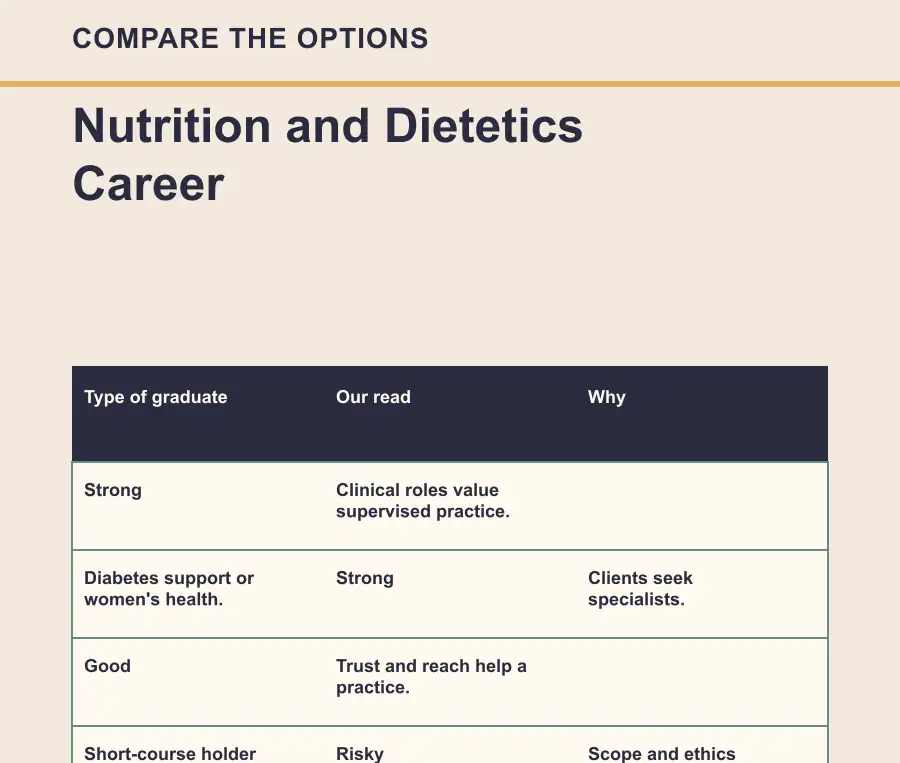 COMPARE THE OPTIONS
Nutrition and Dietetics
Career
Type of graduate Our read Why
Strong Clinical roles value
supervised practice.
Diabetes support or Strong Clients seek
women's health. specialists.
Good Trust and reach help a
practice.
Short-course holder Risky Scope and ethics